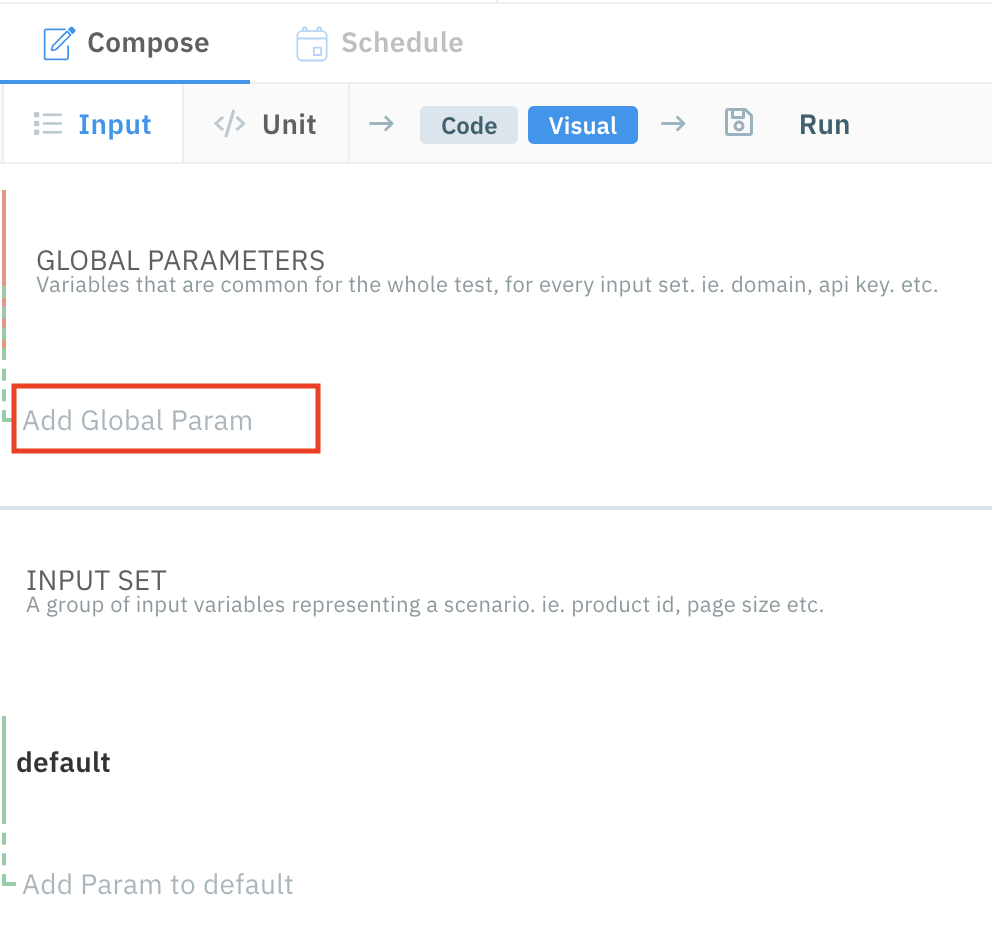 Compose Schedule
Input </> Unit → Code Visual → Run
GLOBAL PARAMETERS
Variables that are common for the whole test, for every input set. ie. domain, api key. etc.
Add Global Param
INPUT SET
A group of input variables representing a scenario. ie. product id, page size etc.
default
Add Param to default